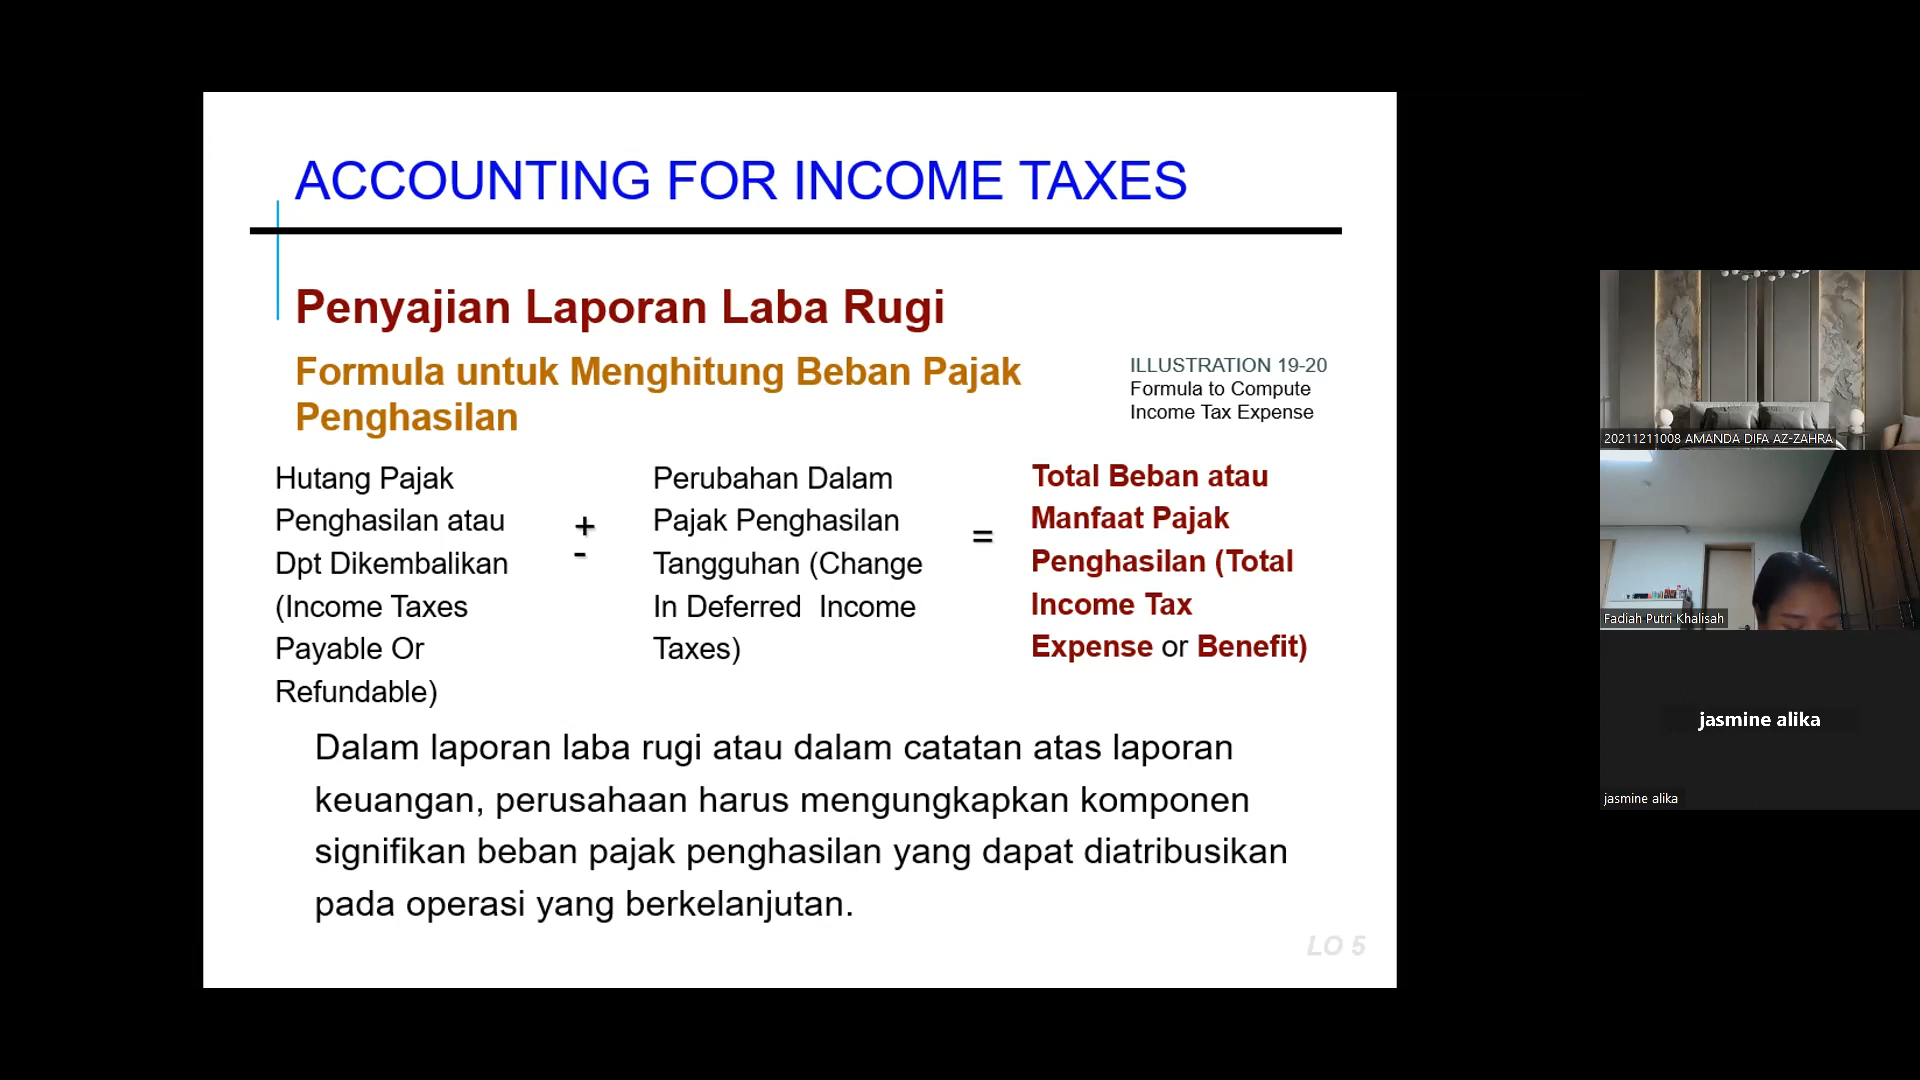 ACCOUNTING FOR INCOME TAXES
Penyajian Laporan Laba Rugi
Formula untuk Menghitung Beban Pajak
Penghasilan
ILLUSTRATION 19-20
Formula to Compute
Income Tax Expense
Hutang Pajak
Penghasilan atau
Dpt Dikembalikan
(Income Taxes
Payable Or
Refundable)
+
-
Perubahan Dalam
Pajak Penghasilan
Tangguhan (Change
In Deferred Income
Taxes)
=
Total Beban atau
Manfaat Pajak
Penghasilan (Total
Income Tax
Expense or Benefit)
Dalam laporan laba rugi atau dalam catatan atas laporan
keuangan, perusahaan harus mengungkapkan komponen
signifikan beban pajak penghasilan yang dapat diatribusikan
pada operasi yang berkelanjutan.
LO 5
20211211008 AMANDA DIFA AZ-ZAHRA
Fadiah Putri Khalisah
jasmine alika
jasmine alika